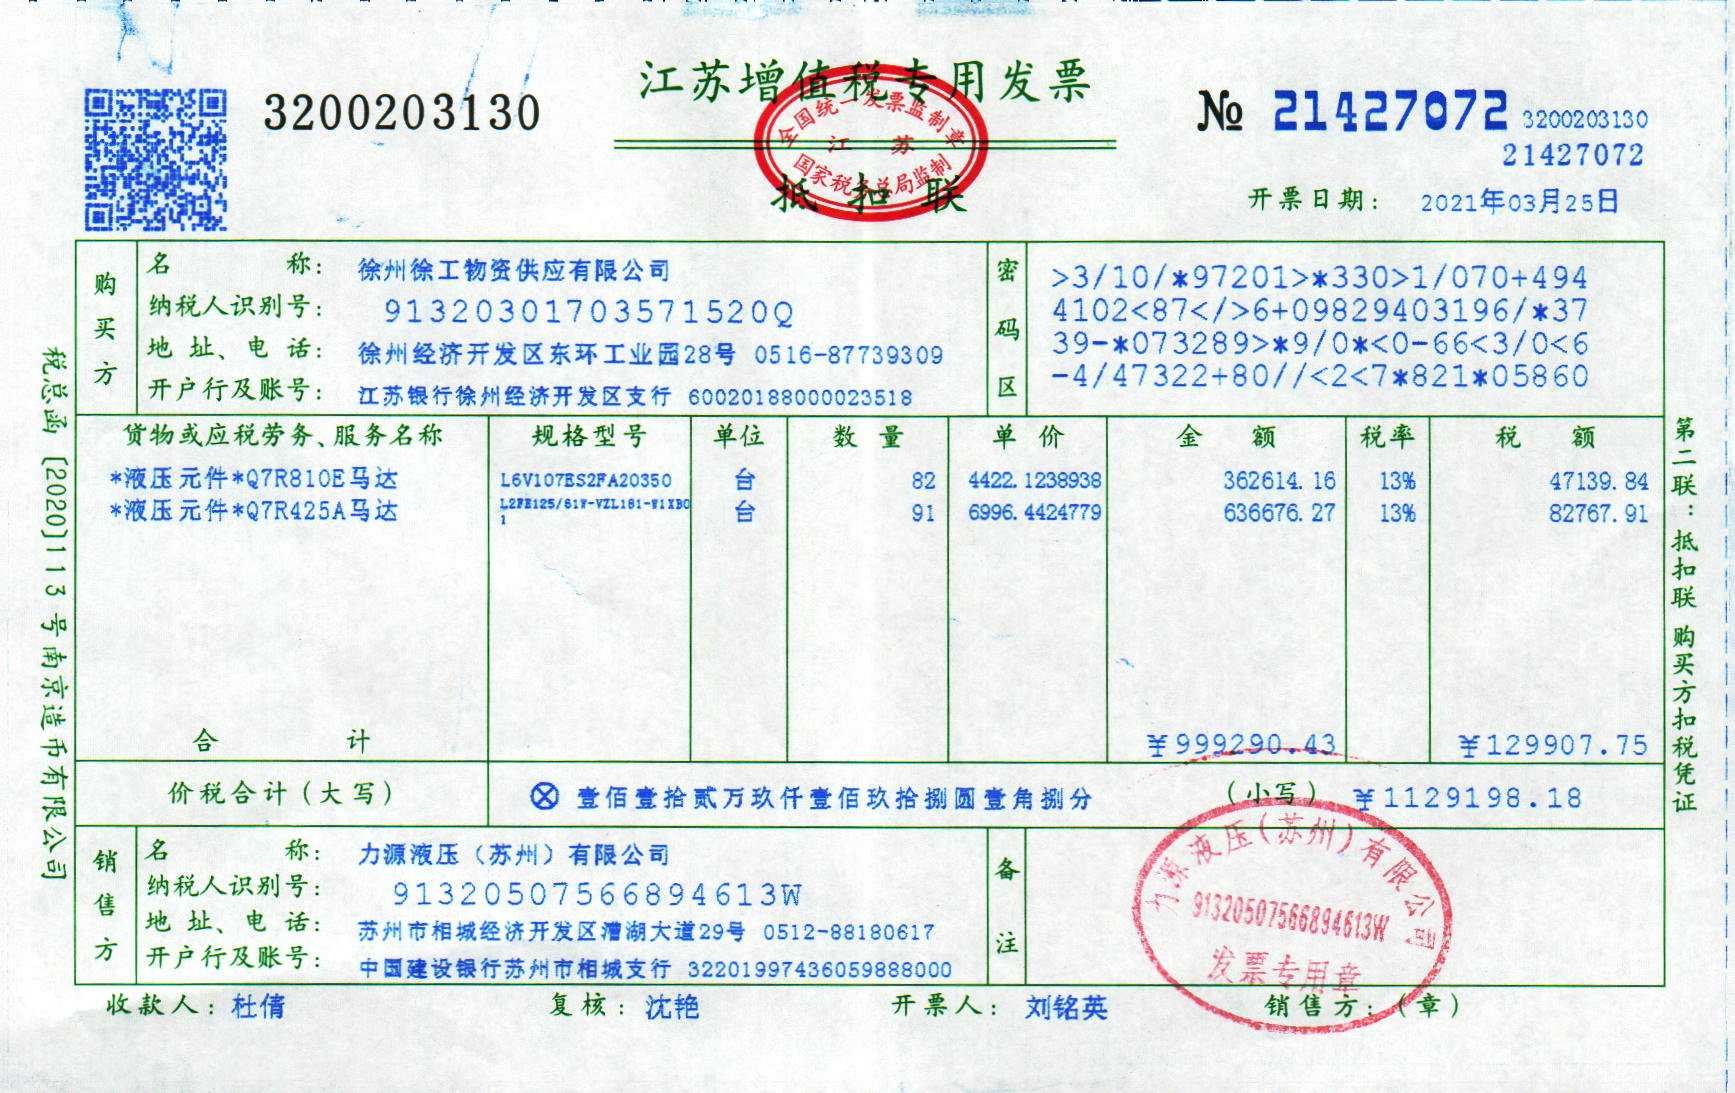 江苏增值税专用发票
3200203130
№ 21427072 3200203130
21427072
全国统一发票监制章
江 苏
国家税务总局监制
抵 扣 联
开票日期: 2021年03月25日
购买方
名 称: 徐州徐工物资供应有限公司
纳税人识别号: 91320301703571520Q
地 址、电 话: 徐州经济开发区东环工业园28号 0516-87739309
开户行及账号: 江苏银行徐州经济开发区支行 60020188000023518
密码区
>3/10/*97201>*330>1/070+494
4102<87</>6+09829403196/*37
39-*073289>*9/0*<0-66<3/0<6
-4/47322+80//<2<7*821*05860
货物或应税劳务、服务名称 规格型号 单位 数 量 单 价 金 额 税率 税 额
*液压元件*Q7R810E马达 L6V107ES2FA20350 台 82 4422.1238938 362614.16 13% 47139.84
*液压元件*Q7R425A马达 L2FE125/61W-VZL181-W1XB01 台 91 6996.4424779 636676.27 13% 82767.91
合 计 ¥999290.43 ¥129907.75
价税合计(大写) ⊗ 壹佰壹拾贰万玖仟壹佰玖拾捌圆壹角捌分 (小写) ¥1129198.18
销售方
名 称: 力源液压(苏州)有限公司
纳税人识别号: 91320507566894613W
地 址、电 话: 苏州市相城经济开发区漕湖大道29号 0512-88180617
开户行及账号: 中国建设银行苏州市相城支行 32201997436059888000
备注
力源液压(苏州)有限公司
91320507566894613W
发票专用章
收款人: 杜倩 复核: 沈艳 开票人: 刘铭英 销售方:(章)
税总函[2020]113号南京造币有限公司
第二联:抵扣联 购买方扣税凭证